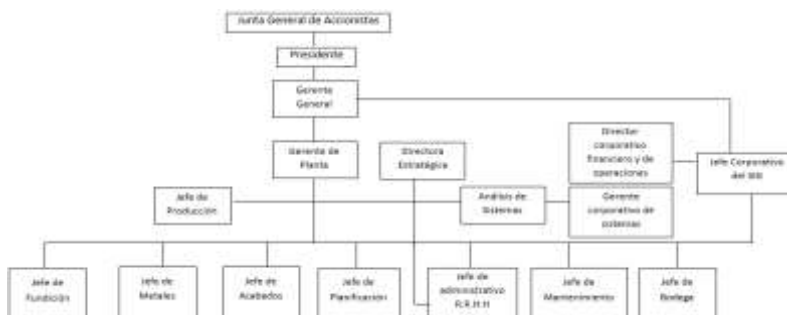 Junta General de Accionistas
Presidente
Gerente
General
Gerente de
Planta
Directora
Estratégica
Director
corporativo
financiero y de
operaciones
Jefe Corporativo
del
Jefe de
Producción
Análisis de
Sistemas
Gerente
corporativo de
sistemas
Jefe de
Fundición
Jefe de
Metales
Jefe de
Acabados
Jefe de
Planificación
Jefe de
administrativo
R.R.H.H
Jefe de
Mantenimiento
Jefe de
Bodega